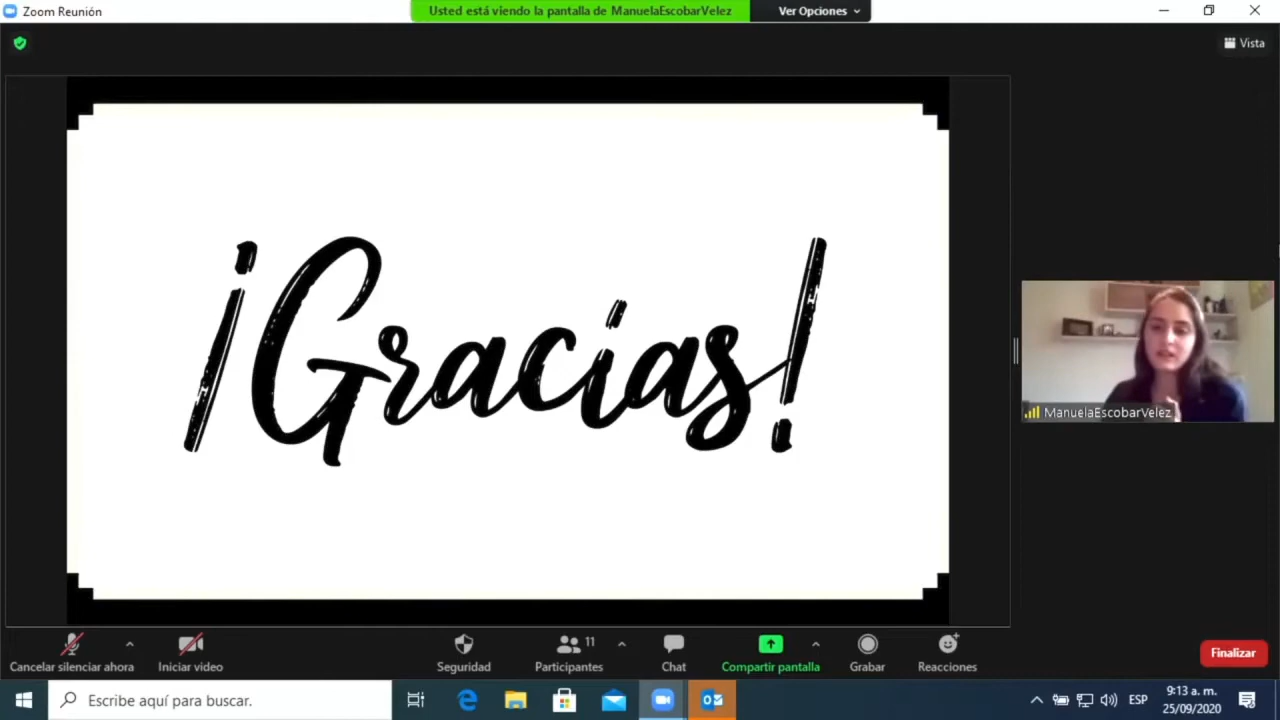 Zoom Reunión
Usted está viendo la pantalla de ManuelaEscobarVelez
Ver Opciones
Vista
¡Gracias!
ManuelaEscobarVelez
Cancelar silenciar ahora
Iniciar video
Seguridad
11
Participantes
Chat
Compartir pantalla
Grabar
Reacciones
Finalizar
Escribe aquí para buscar.
ESP
9:13 a. m.
25/09/2020